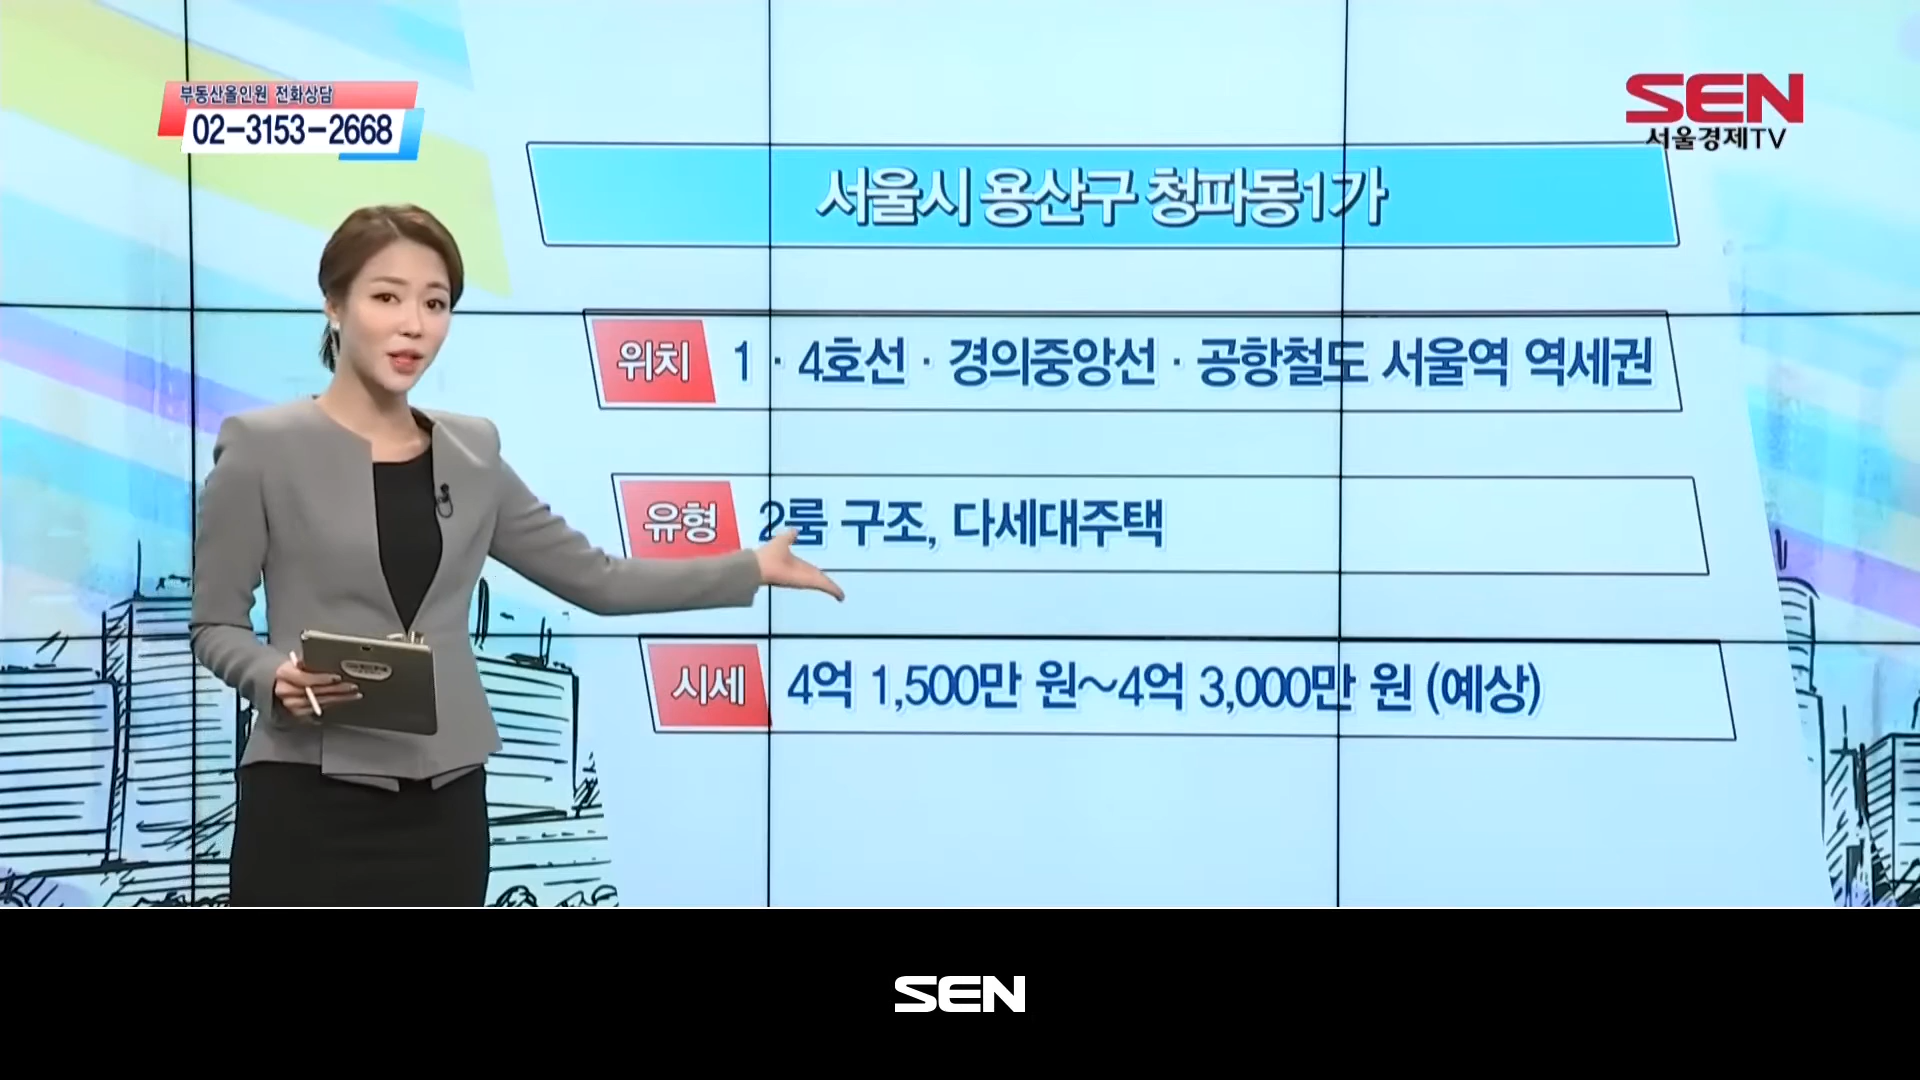 부동산올인원 전화상담
02-3153-2668
SEN
서울경제TV
서울시 용산구 청파동1가
위치 1 · 4호선 · 경의중앙선 · 공항철도 서울역 역세권
유형 2룸 구조, 다세대주택
시세 4억 1,500만 원~4억 3,000만 원 (예상)
SEN
SEN